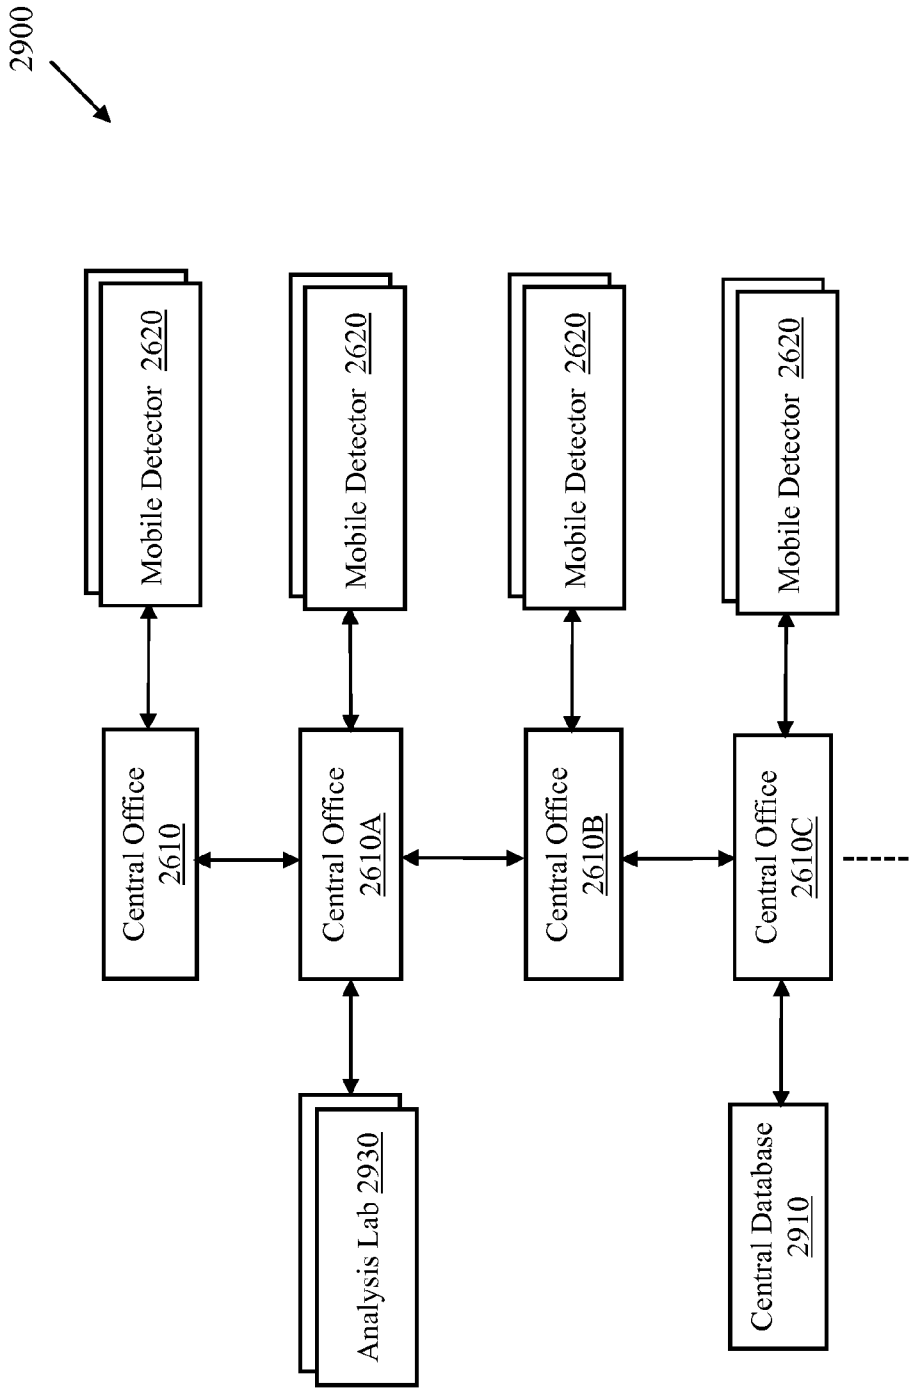 2900
Mobile Detector 2620
Mobile Detector 2620
Mobile Detector 2620
Mobile Detector 2620
Central Office
2610
Central Office
2610A
Central Office
2610B
Central Office
2610C
Analysis Lab 2930
Central Database
2910